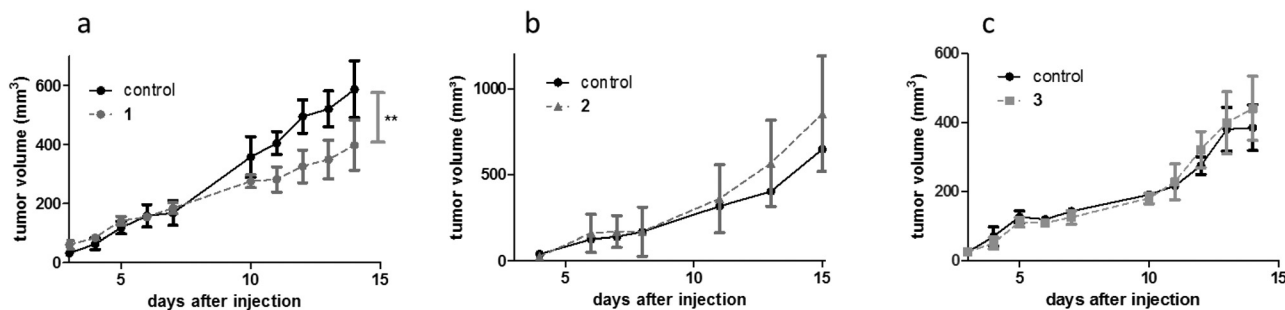 a
tumor volume (mm³)
600
400
200
0
5
10
15
days after injection
control
1
**
b
tumor volume (mm³)
1000
500
0
5
10
15
days after injection
control
2
c
tumor volume (mm³)
600
400
200
0
5
10
15
days after injection
control
3